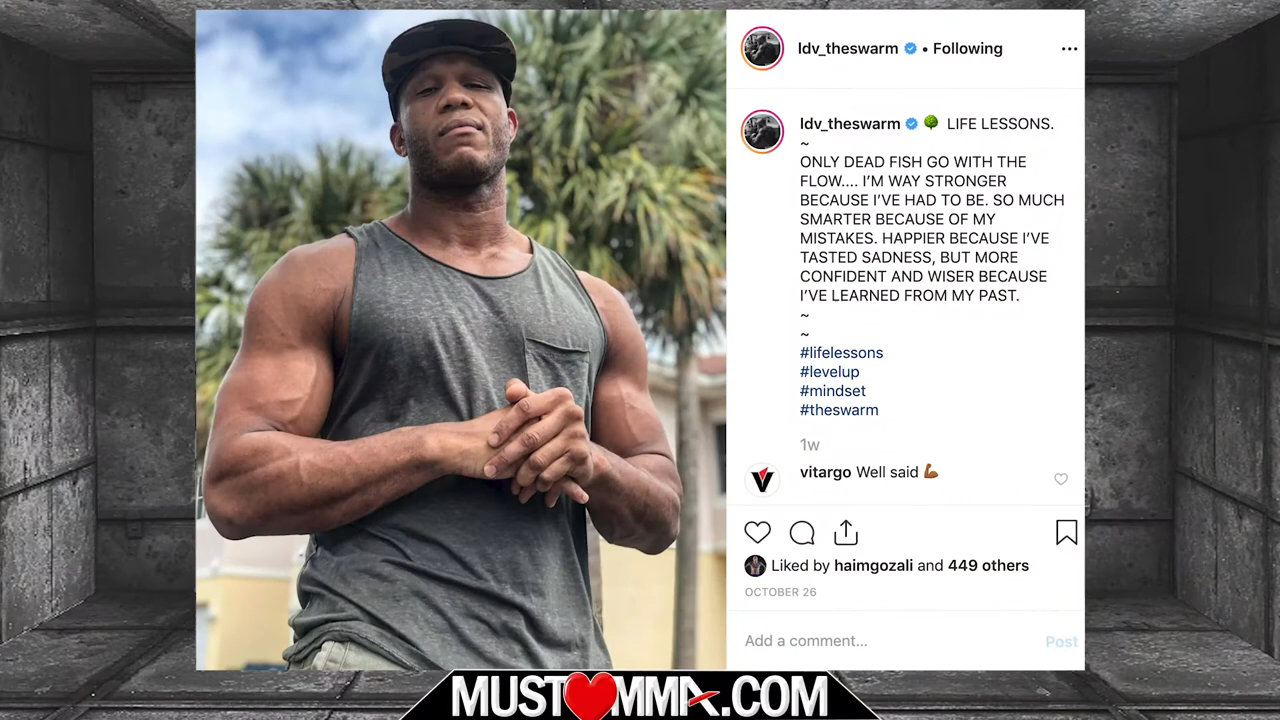 ldv_theswarm • Following
ldv_theswarm LIFE LESSONS.
~
ONLY DEAD FISH GO WITH THE
FLOW.... I'M WAY STRONGER
BECAUSE I'VE HAD TO BE. SO MUCH
SMARTER BECAUSE OF MY
MISTAKES. HAPPIER BECAUSE I'VE
TASTED SADNESS, BUT MORE
CONFIDENT AND WISER BECAUSE
I'VE LEARNED FROM MY PAST.
~
~
#lifelessons
#levelup
#mindset
#theswarm
1w
vitargo Well said
Liked by haimgozali and 449 others
OCTOBER 26
Add a comment... Post
MUST❤MMA.COM